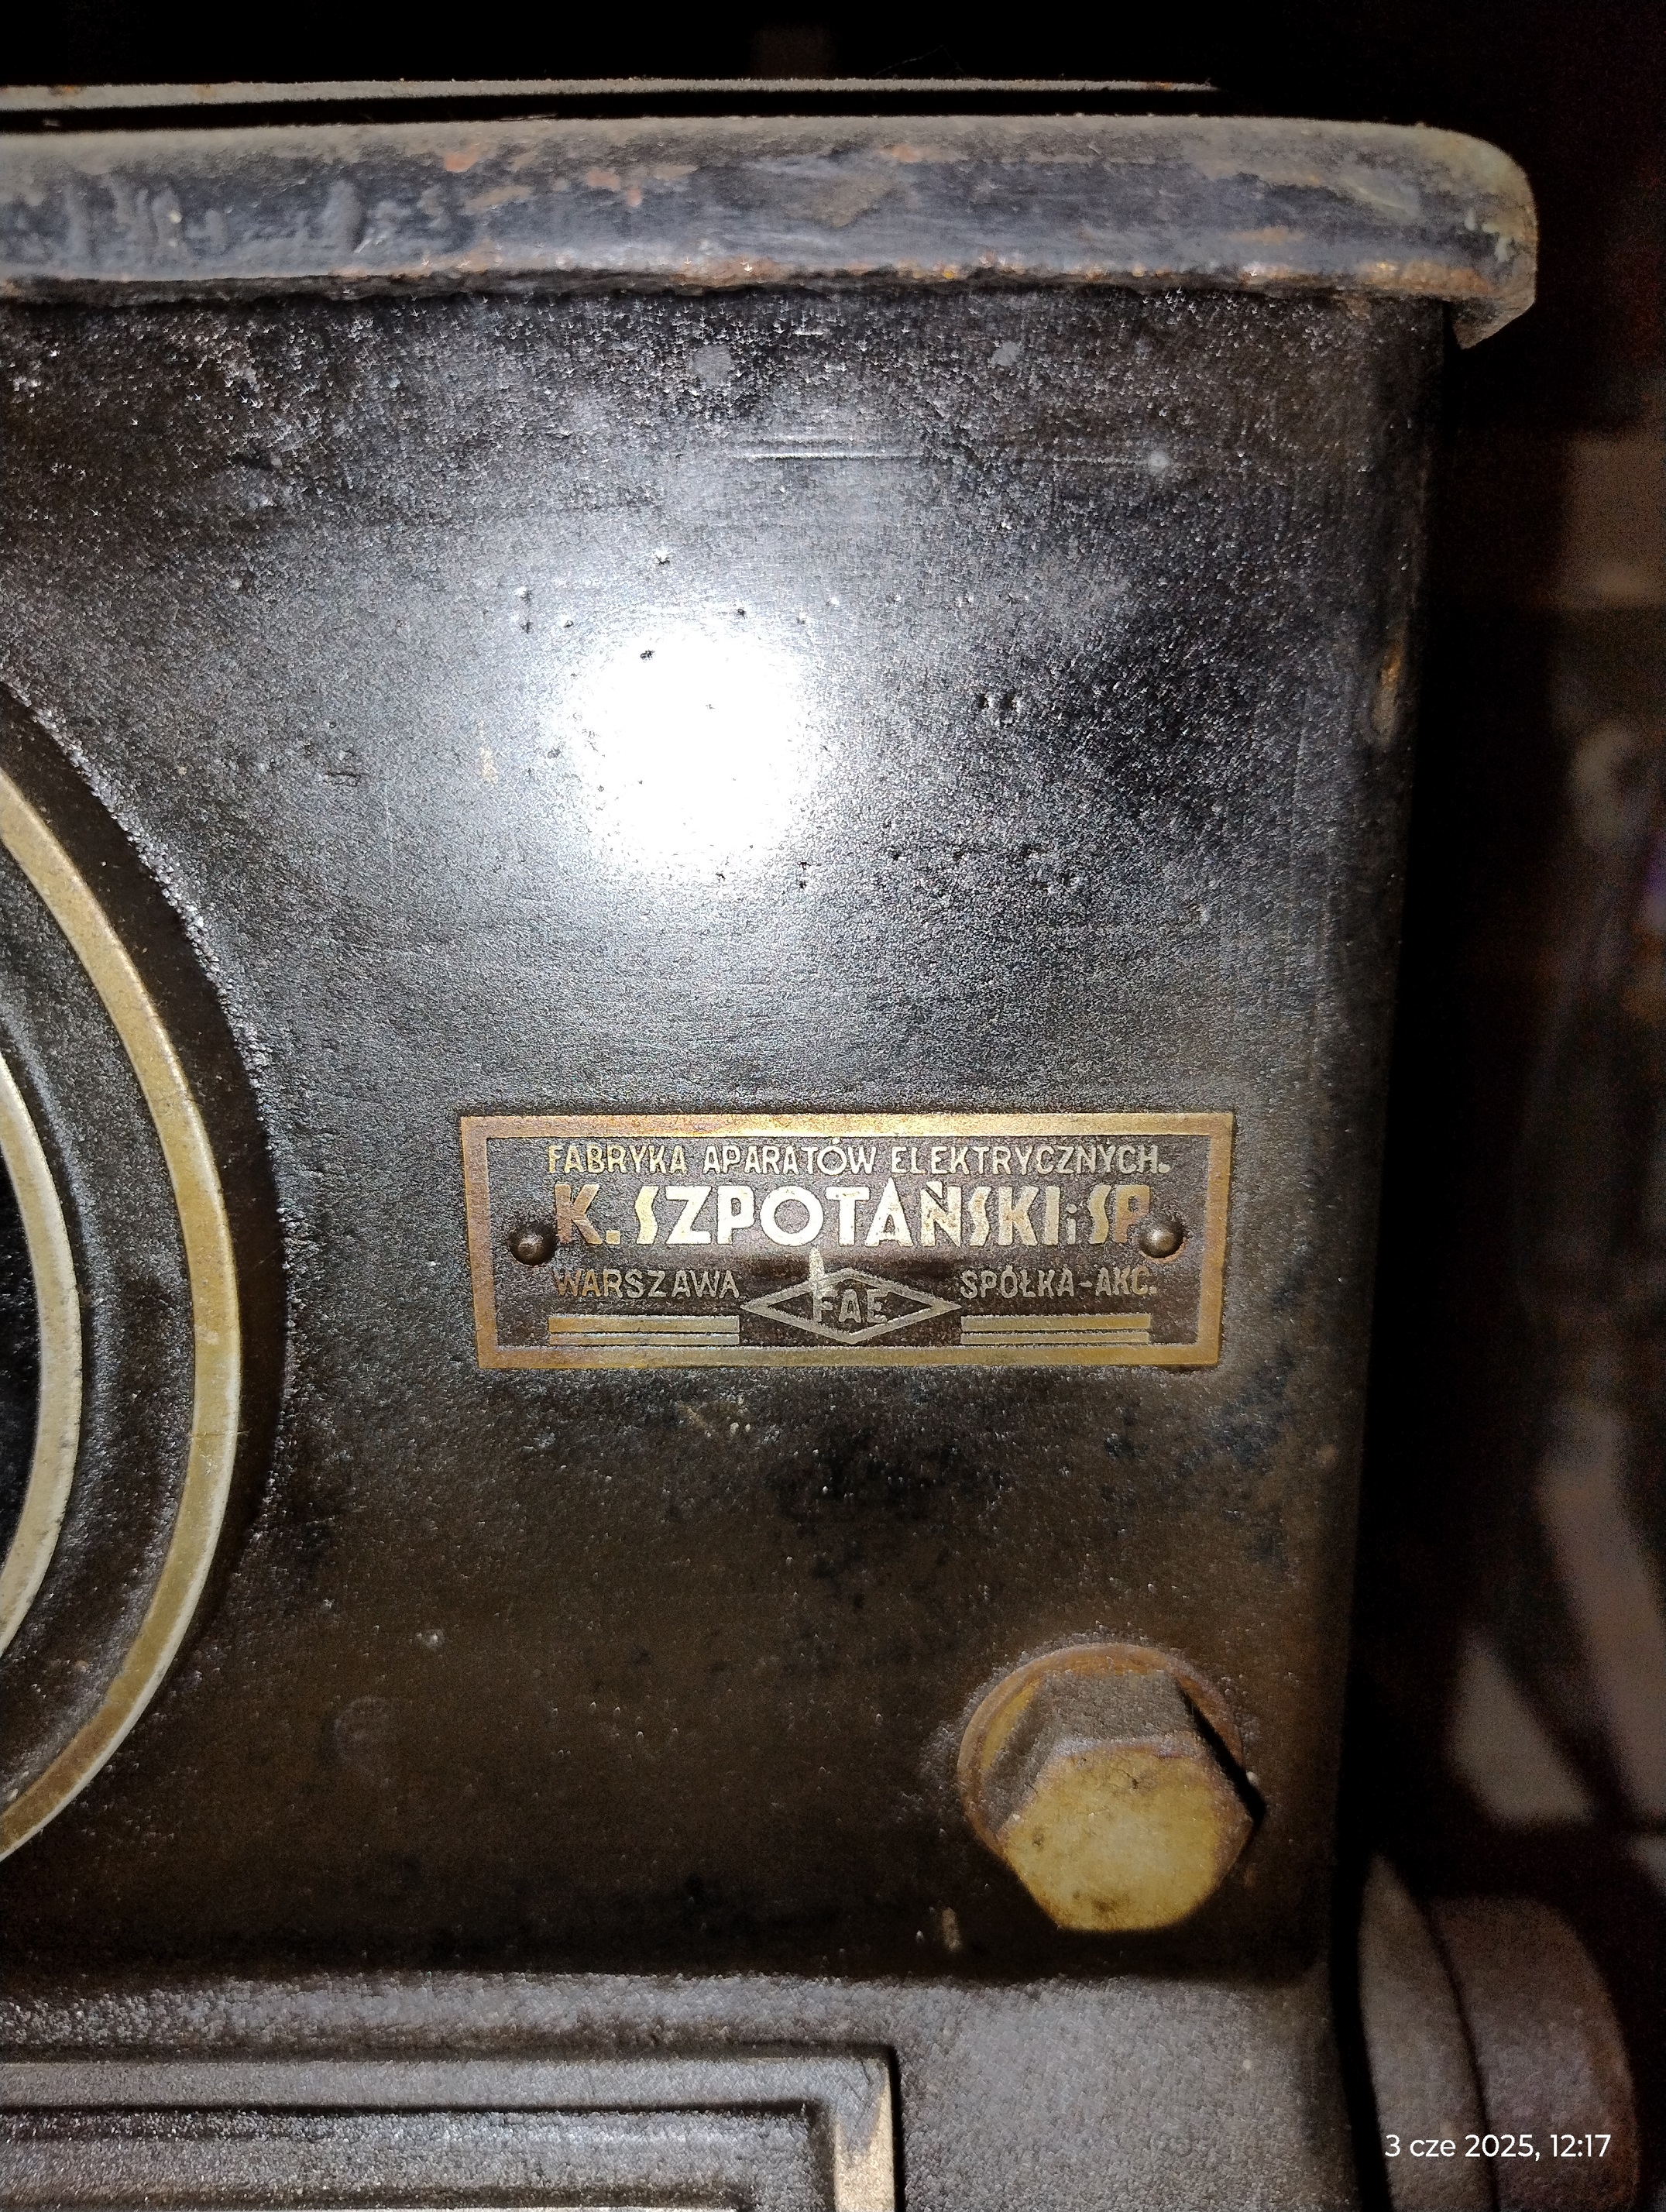 FABRYKA APARATÓW ELEKTRYCZNYCH.
K. SZPOTAŃSKI i SP
WARSZAWA FAE SPÓŁKA-AKC.
3 cze 2025, 12:17